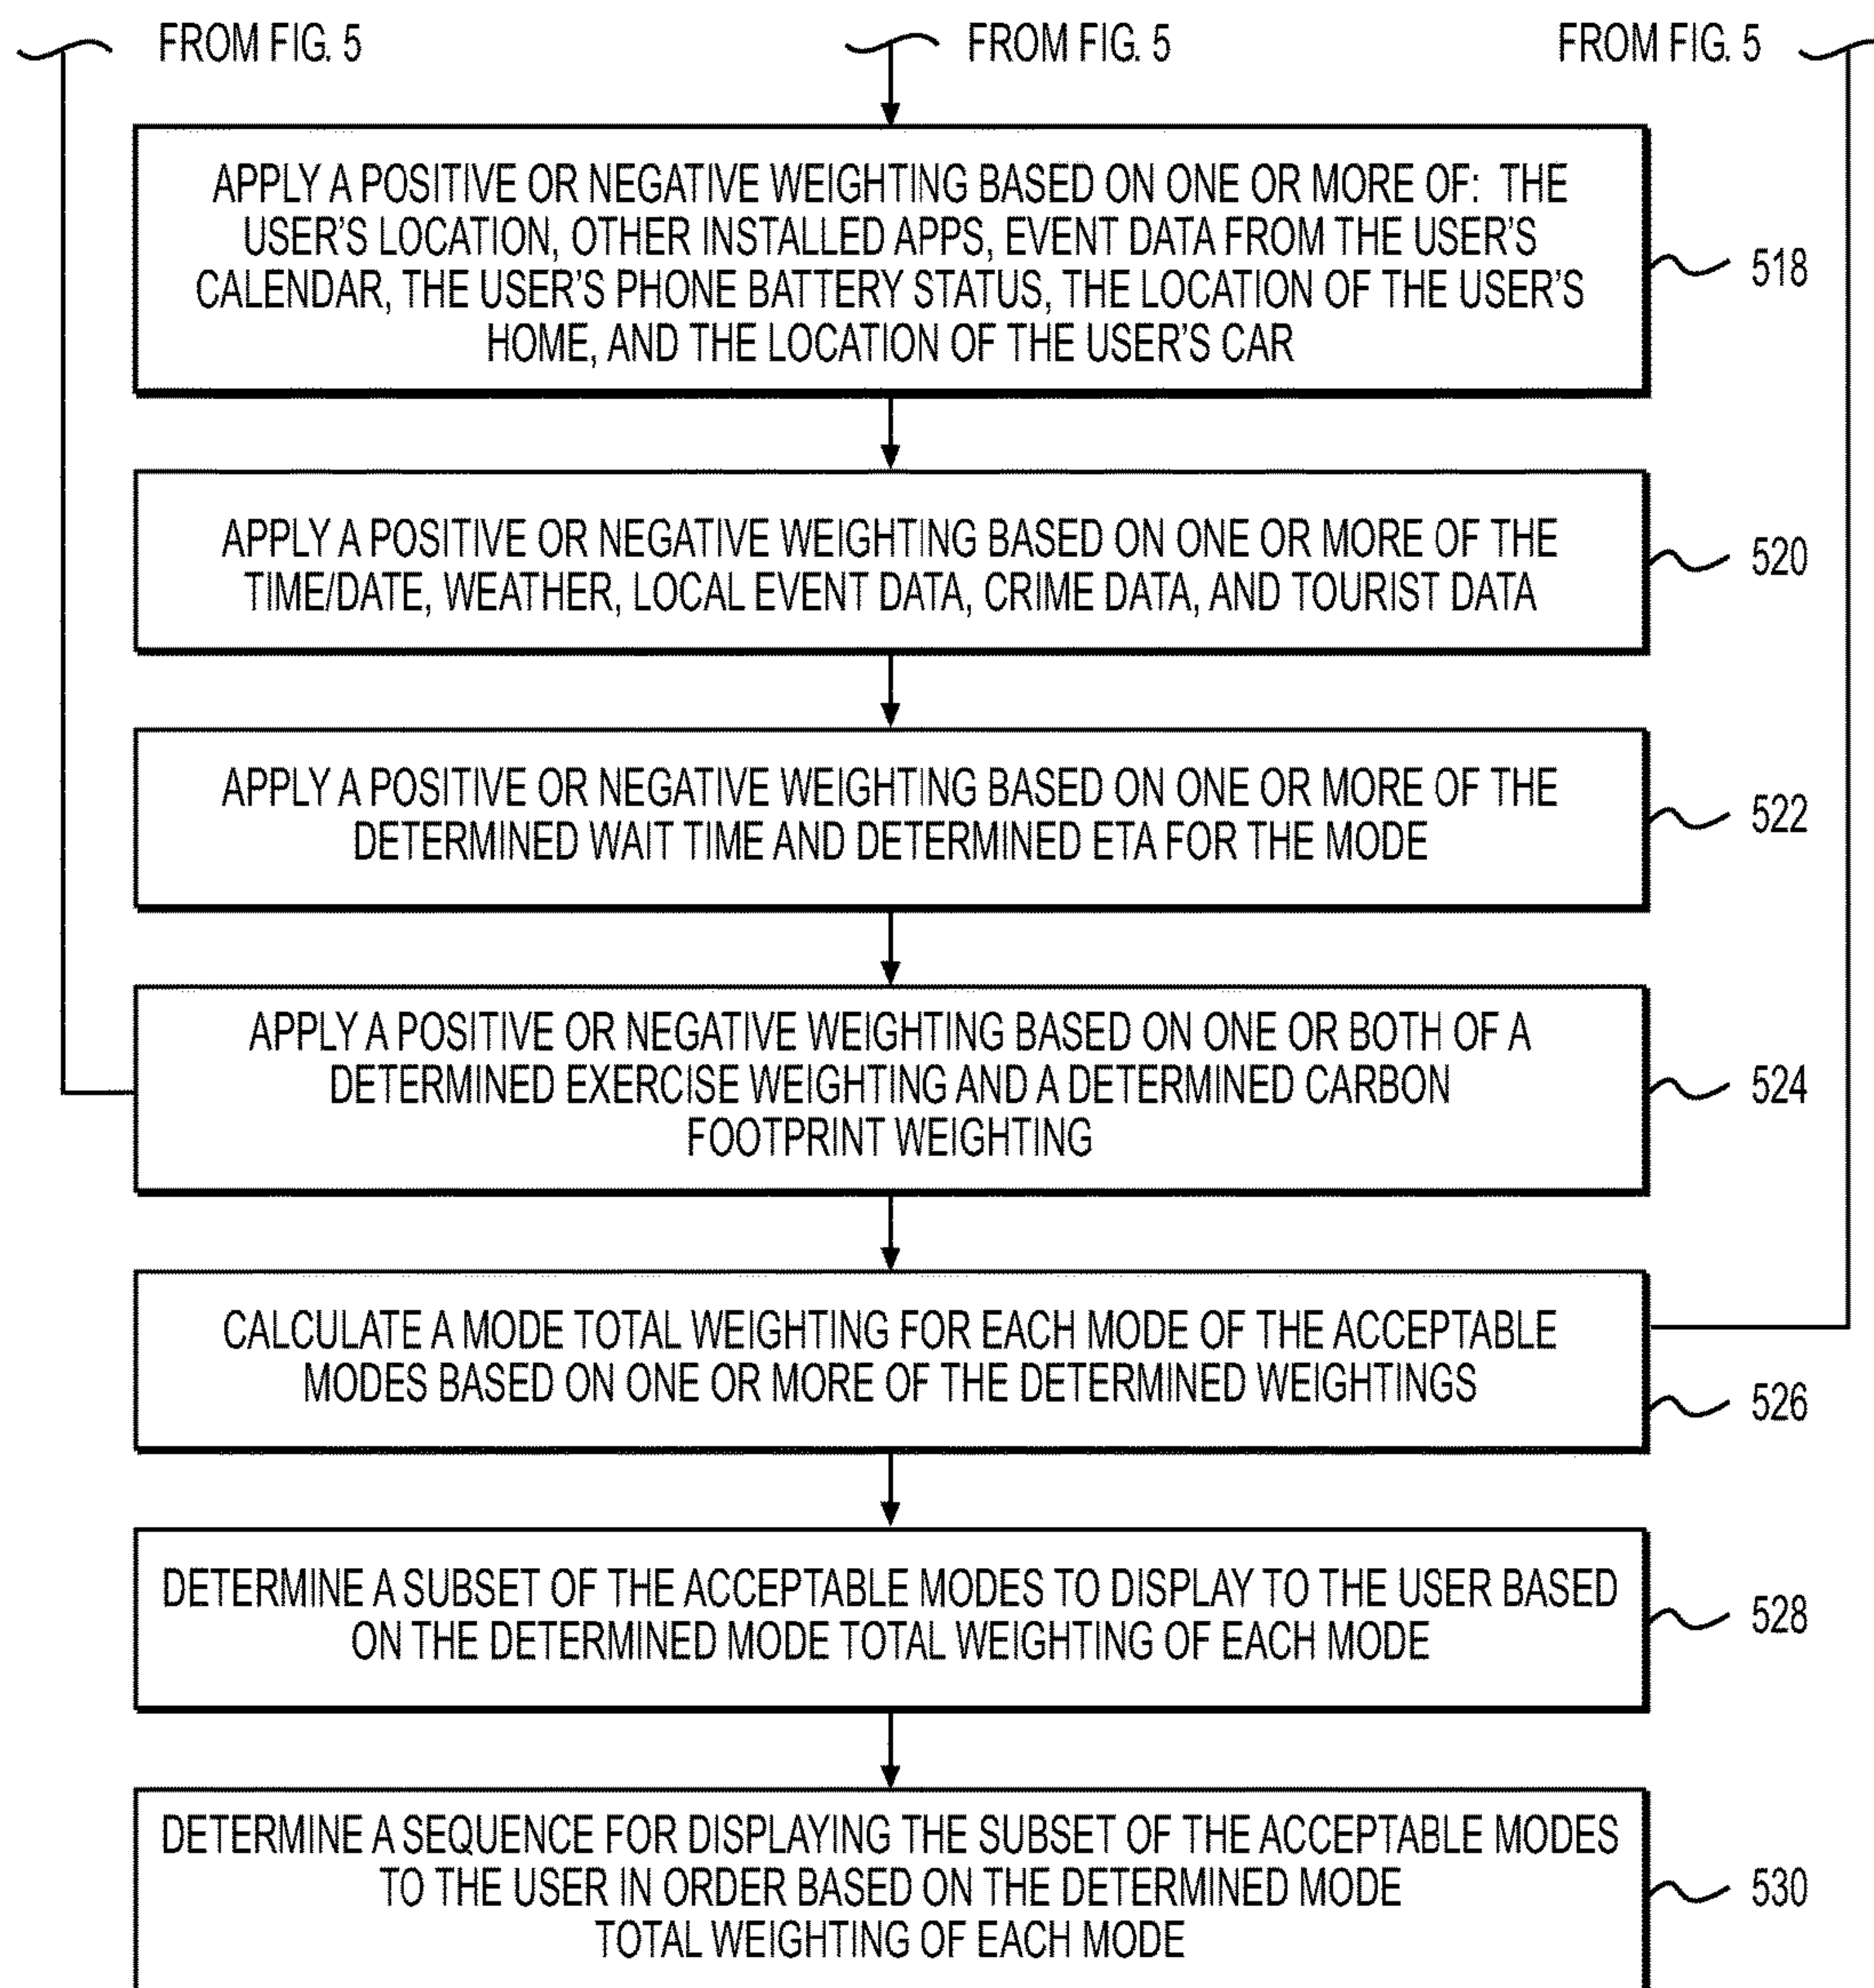 FROM FIG. 5
FROM FIG. 5
FROM FIG. 5
APPLY A POSITIVE OR NEGATIVE WEIGHTING BASED ON ONE OR MORE OF: THE
USER'S LOCATION, OTHER INSTALLED APPS, EVENT DATA FROM THE USER'S
CALENDAR, THE USER'S PHONE BATTERY STATUS, THE LOCATION OF THE USER'S
HOME, AND THE LOCATION OF THE USER'S CAR
518
APPLY A POSITIVE OR NEGATIVE WEIGHTING BASED ON ONE OR MORE OF THE
TIME/DATE, WEATHER, LOCAL EVENT DATA, CRIME DATA, AND TOURIST DATA
520
APPLY A POSITIVE OR NEGATIVE WEIGHTING BASED ON ONE OR MORE OF THE
DETERMINED WAIT TIME AND DETERMINED ETA FOR THE MODE
522
APPLY A POSITIVE OR NEGATIVE WEIGHTING BASED ON ONE OR BOTH OF A
DETERMINED EXERCISE WEIGHTING AND A DETERMINED CARBON
FOOTPRINT WEIGHTING
524
CALCULATE A MODE TOTAL WEIGHTING FOR EACH MODE OF THE ACCEPTABLE
MODES BASED ON ONE OR MORE OF THE DETERMINED WEIGHTINGS
526
DETERMINE A SUBSET OF THE ACCEPTABLE MODES TO DISPLAY TO THE USER BASED
ON THE DETERMINED MODE TOTAL WEIGHTING OF EACH MODE
528
DETERMINE A SEQUENCE FOR DISPLAYING THE SUBSET OF THE ACCEPTABLE MODES
TO THE USER IN ORDER BASED ON THE DETERMINED MODE
TOTAL WEIGHTING OF EACH MODE
530